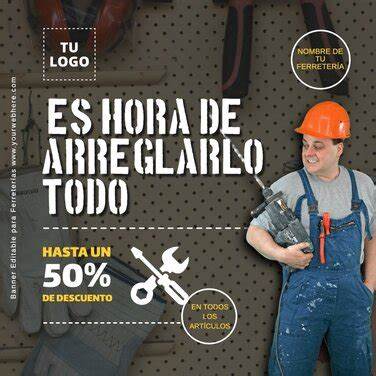 TU
LOGO
NOMBRE DE
TU
FERRETERÍA
ES HORA DE
ARREGLARLO
TODO
HASTA UN
50%
DE DESCUENTO
EN TODOS
LOS
ARTÍCULOS
Banner Editable para Ferreterías www.yourwebhere.com